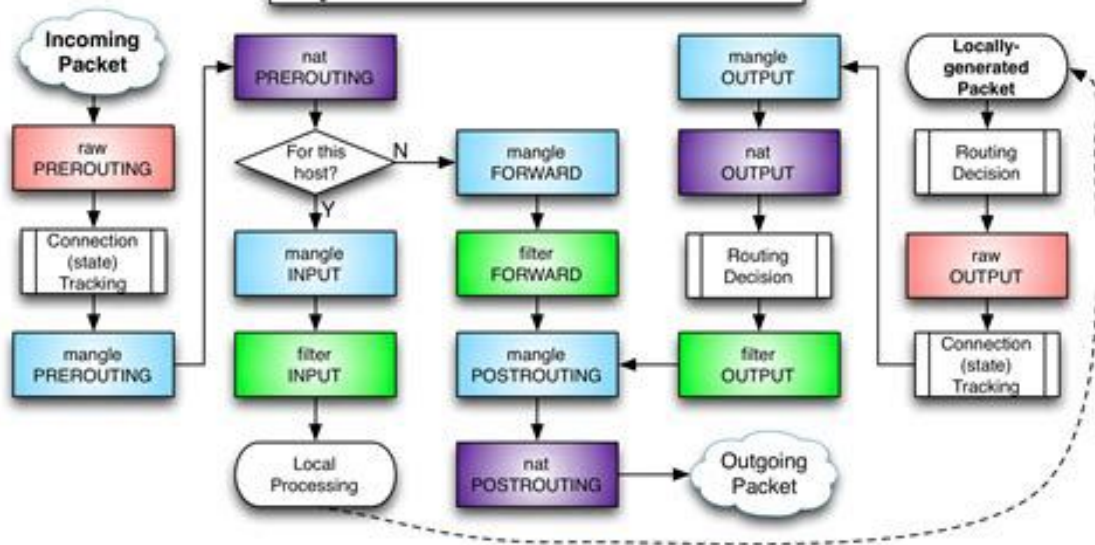 Incoming
Packet
raw
PREROUTING
Connection
(state)
Tracking
mangle
PREROUTING
nat
PREROUTING
For this
host?
N
Y
mangle
INPUT
filter
INPUT
Local
Processing
mangle
FORWARD
filter
FORWARD
mangle
POSTROUTING
nat
POSTROUTING
Outgoing
Packet
mangle
OUTPUT
nat
OUTPUT
Routing
Decision
filter
OUTPUT
Locally-
generated
Packet
Routing
Decision
raw
OUTPUT
Connection
(state)
Tracking